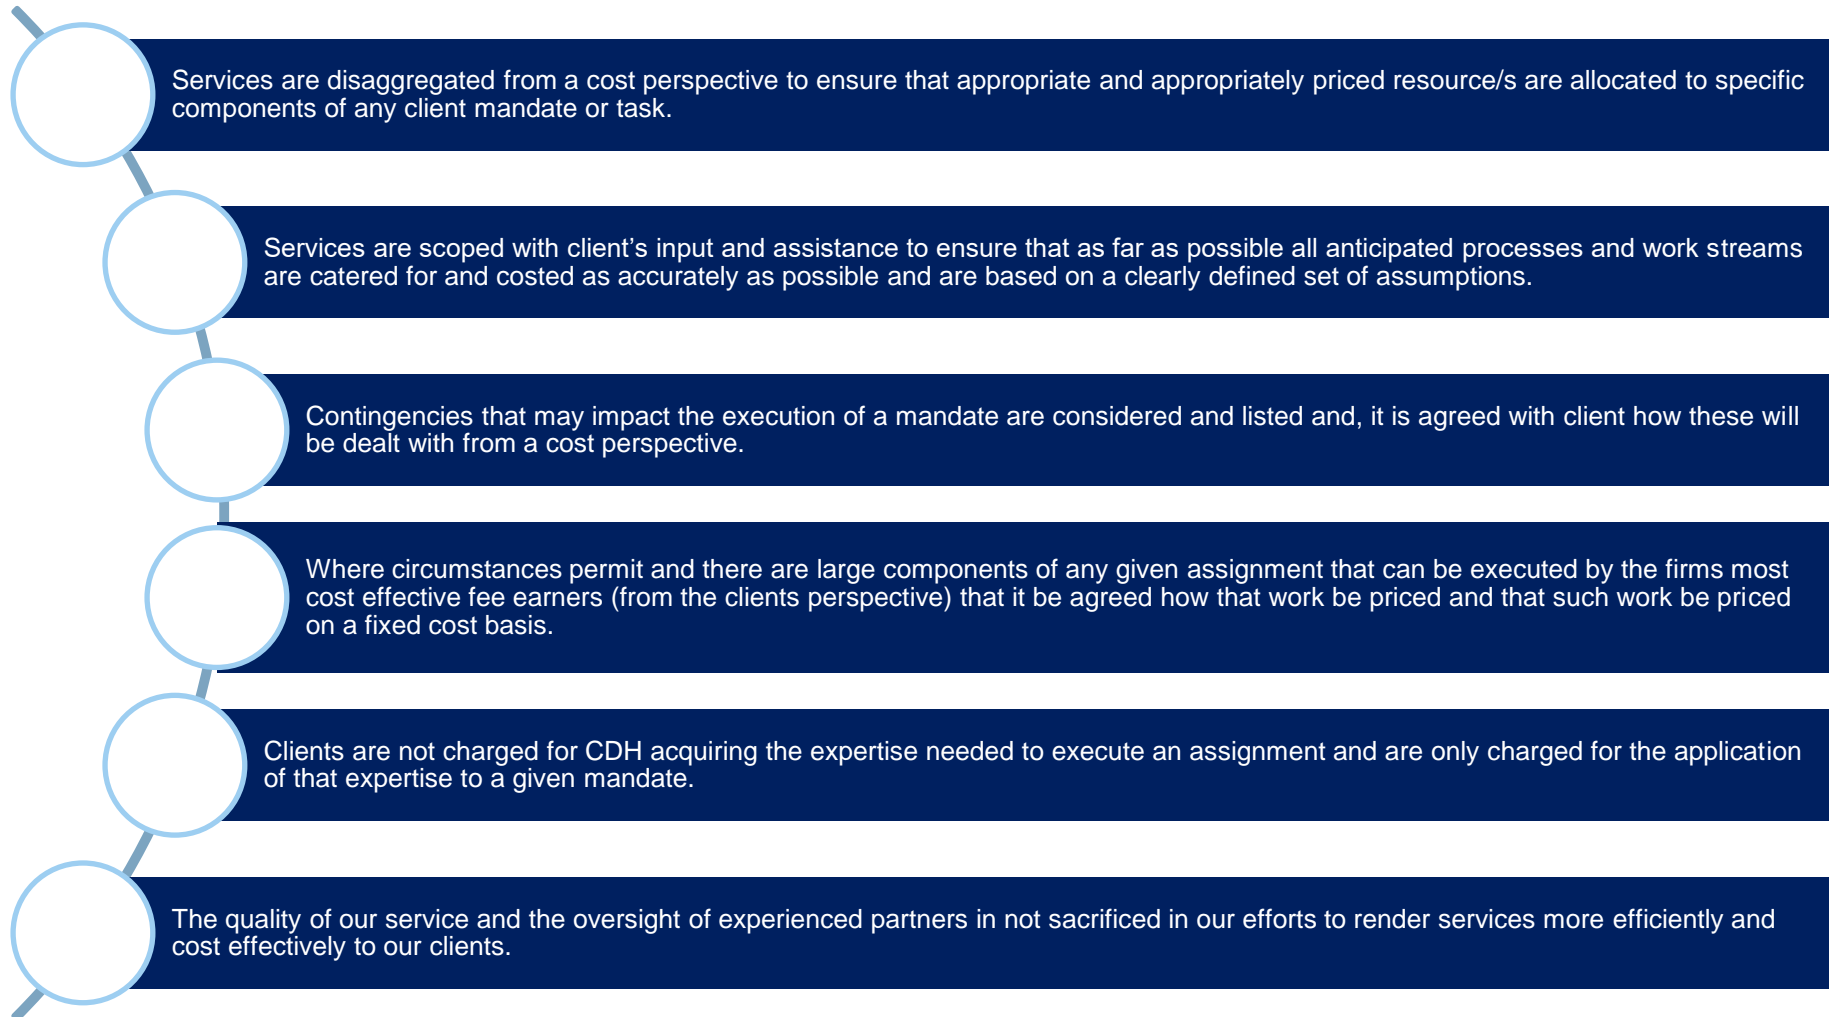 Services are disaggregated from a cost perspective to ensure that appropriate and appropriately priced resource/s are allocated to specific
components of any client mandate or task.
Services are scoped with client’s input and assistance to ensure that as far as possible all anticipated processes and work streams
are catered for and costed as accurately as possible and are based on a clearly defined set of assumptions.
Contingencies that may impact the execution of a mandate are considered and listed and, it is agreed with client how these will
be dealt with from a cost perspective.
Where circumstances permit and there are large components of any given assignment that can be executed by the firms most
cost effective fee earners (from the clients perspective) that it be agreed how that work be priced and that such work be priced
on a fixed cost basis.
Clients are not charged for CDH acquiring the expertise needed to execute an assignment and are only charged for the application
of that expertise to a given mandate.
The quality of our service and the oversight of experienced partners in not sacrificed in our efforts to render services more efficiently and
cost effectively to our clients.